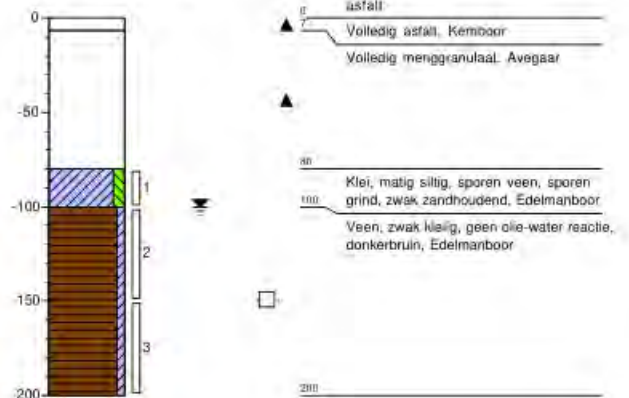 0
-50
-100
-150
-200
1
2
3
0
asfalt
7
Volledig asfalt, Kernboor
Volledig menggranulaat, Avegaar
80
Klei, matig siltig, sporen veen, sporen
grind, zwak zandhoudend, Edelmanboor
100
Veen, zwak kleiig, geen olie-water reactie,
donkerbruin, Edelmanboor
200